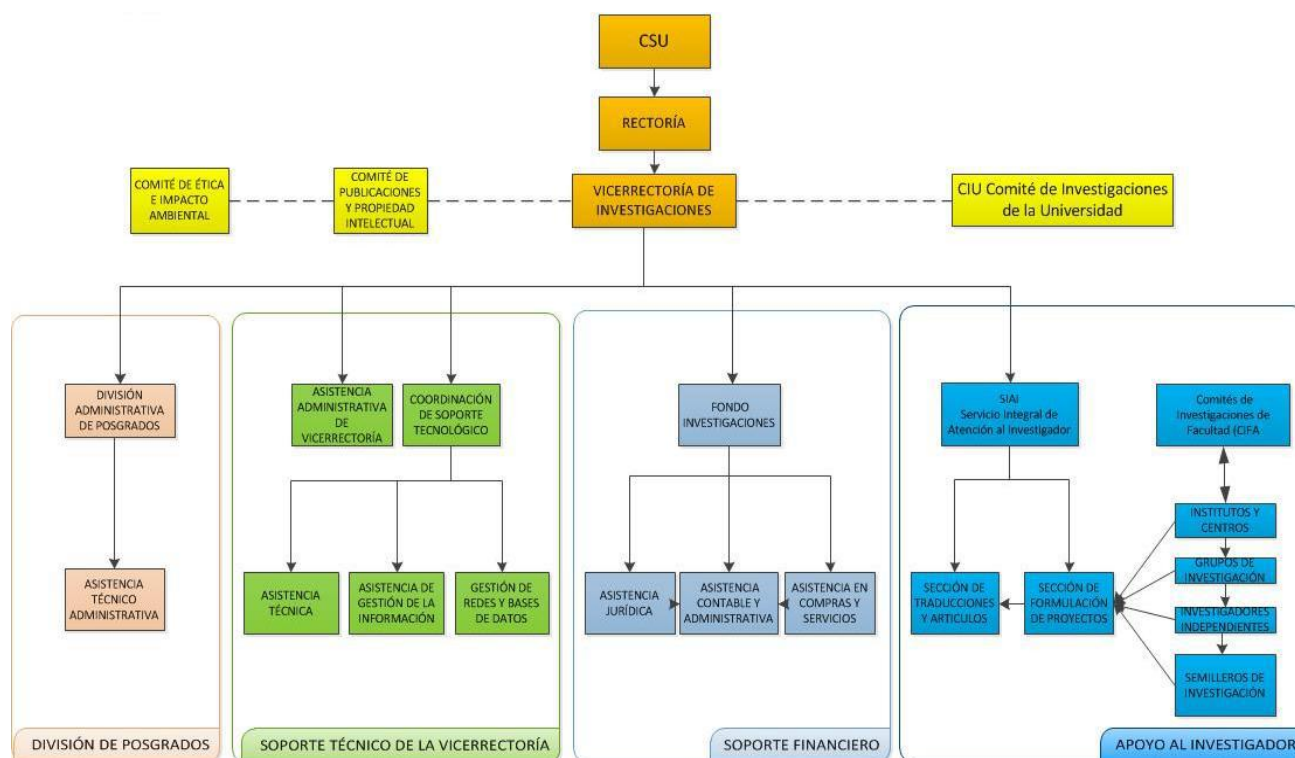 CSU
RECTORÍA
COMITÉ DE ÉTICA
E IMPACTO
AMBIENTAL
COMITÉ DE
PUBLICACIONES
Y PROPIEDAD
INTELECTUAL
VICERRECTORÍA DE
INVESTIGACIONES
CIU Comité de Investigaciones
de la Universidad
DIVISIÓN
ADMINISTRATIVA
DE POSGRADOS
ASISTENCIA
TÉCNICO
ADMINISTRATIVA
DIVISIÓN DE POSGRADOS
ASISTENCIA
ADMINISTRATIVA
DE
VICERRECTORÍA
COORDINACIÓN
DE SOPORTE
TECNOLÓGICO
ASISTENCIA
TÉCNICA
ASISTENCIA DE
GESTIÓN DE LA
INFORMACIÓN
GESTIÓN DE
REDES Y BASES
DE DATOS
SOPORTE TÉCNICO DE LA VICERRECTORÍA
FONDO
INVESTIGACIONES
ASISTENCIA
JURÍDICA
ASISTENCIA
CONTABLE Y
ADMINISTRATIVA
ASISTENCIA EN
COMPRAS Y
SERVICIOS
SOPORTE FINANCIERO
SIAI
Servicio Integral de
Atención al Investigador
Comités de
Investigaciones de
Facultad (CIFA
SECCIÓN DE
TRADUCCIONES
Y ARTICULOS
SECCIÓN DE
FORMULACIÓN
DE PROYECTOS
INSTITUTOS Y
CENTROS
GRUPOS DE
INVESTIGACIÓN
INVESTIGADORES
INDEPENDIENTES
SEMILLEROS DE
INVESTIGACIÓN
APOYO AL INVESTIGADOR